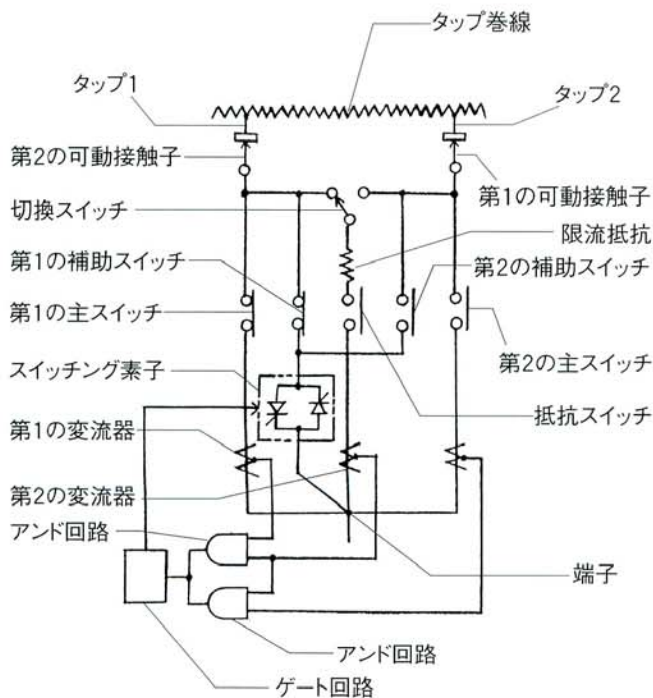 タップ巻線
タップ1
タップ2
第2の可動接触子
第1の可動接触子
切換スイッチ
限流抵抗
第1の補助スイッチ
第2の補助スイッチ
第1の主スイッチ
第2の主スイッチ
スイッチング素子
抵抗スイッチ
第1の変流器
第2の変流器
アンド回路
端子
アンド回路
ゲート回路